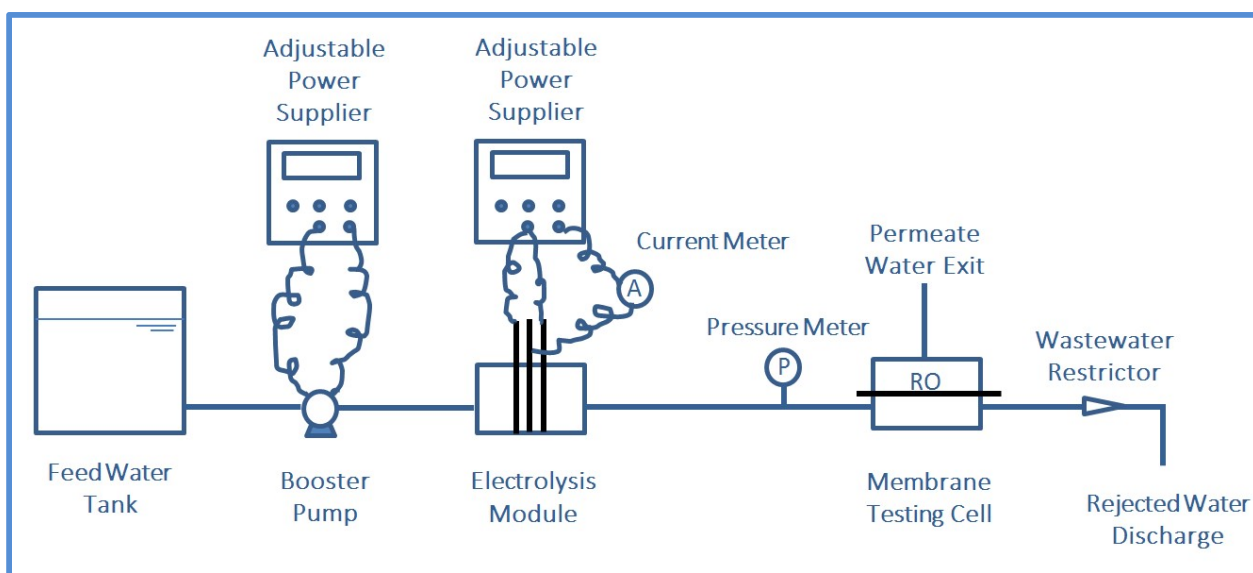 Adjustable
Power
Supplier
Adjustable
Power
Supplier
Current Meter
A
Permeate
Water Exit
Pressure Meter
P
Wastewater
Restrictor
RO
Feed Water
Tank
Booster
Pump
Electrolysis
Module
Membrane
Testing Cell
Rejected Water
Discharge